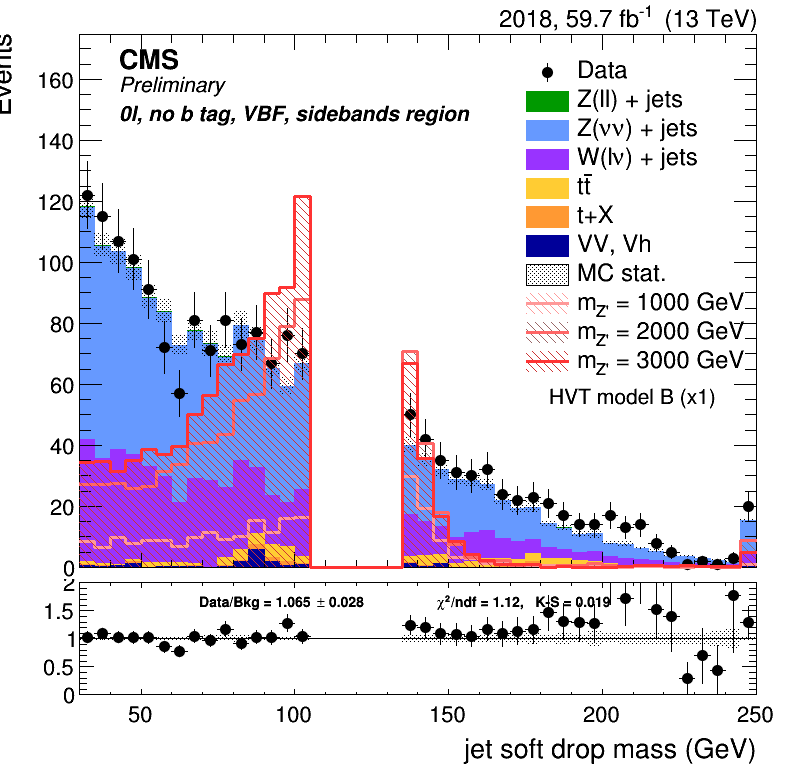 2018, 59.7 fb⁻¹ (13 TeV)
Events
CMS
Preliminary
0l, no b tag, VBF, sidebands region
Data
Z(ll) + jets
Z(νν) + jets
W(lν) + jets
tt̄
t+X
VV, Vh
MC stat.
m_Z' = 1000 GeV
m_Z' = 2000 GeV
m_Z' = 3000 GeV
HVT model B (x1)
160
140
120
100
80
60
40
20
0
Data/Bkg = 1.065 ± 0.028 χ²/ndf = 1.12, K-S = 0.019
2
1.5
1
0.5
0
50 100 150 200 250
jet soft drop mass (GeV)